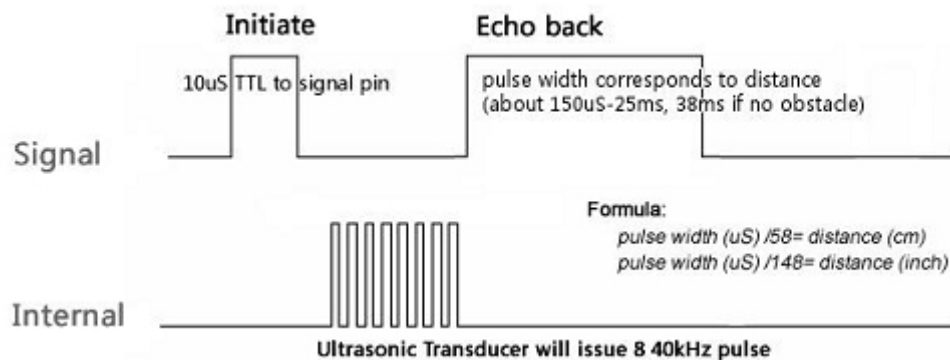 Initiate
Echo back
10uS TTL to signal pin
pulse width corresponds to distance
(about 150uS-25ms, 38ms if no obstacle)
Signal
Formula:
pulse width (uS) /58= distance (cm)
pulse width (uS) /148= distance (inch)
Internal
Ultrasonic Transducer will issue 8 40kHz pulse